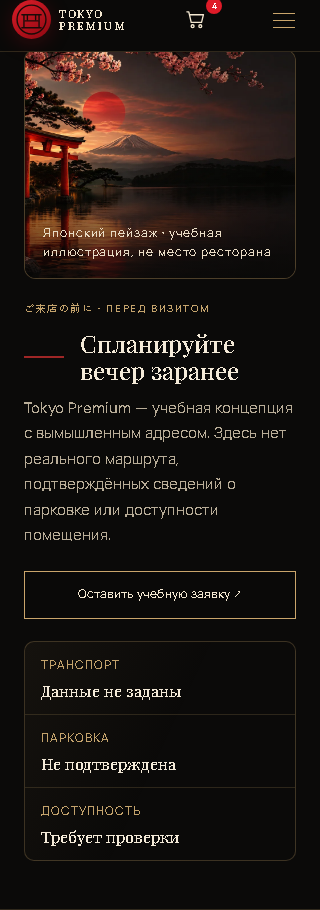 TOKYO
PREMIUM
4
Японский пейзаж · учебная
иллюстрация, не место ресторана
ご来店の前に · ПЕРЕД ВИЗИТОМ
Спланируйте
вечер заранее
Tokyo Premium — учебная концепция
с вымышленным адресом. Здесь нет
реального маршрута,
подтверждённых сведений о
парковке или доступности
помещения.
Оставить учебную заявку ↗
ТРАНСПОРТ
Данные не заданы
ПАРКОВКА
Не подтверждена
ДОСТУПНОСТЬ
Требует проверки